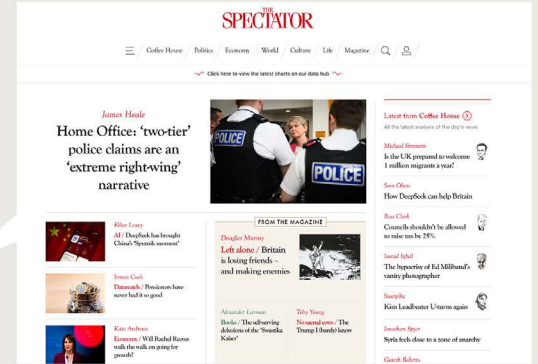 THE
SPECTATOR
Coffee House
Politics
Economy
World
Culture
Life
Magazine
Click here to view the latest charts on our data hub
James Heale
Home Office: ‘two-tier’
police claims are an
‘extreme right-wing’
narrative
POLICE
POLICE
Latest from Coffee House
All the latest analysis of the day's news
Michael Simmons
Is the UK prepared to welcome
1 million migrants a year?
Sam Olsen
How DeepSeek can help Britain
Ross Clark
Councils shouldn't be allowed
to raise tax by 25%
Jawad Iqbal
The hypocrisy of Ed Miliband's
vanity photographer
Steerpike
Kim Leadbeater U-turns again
Jonathan Spyer
Syria feels close to a zone of anarchy
Gareth Roberts
AI / DeepSeek has brought
China's ‘Sputnik moment’
Simon Cook
Datawatch / Pensioners have
never had it so good
Kate Andrews
Economy / Will Rachel Reeves
walk the walk on going for
growth?
FROM THE MAGAZINE
Douglas Murray
Left alone / Britain
is losing friends –
and making enemies
Alexander Larman
Books / The self-serving
delusions of the ‘Swastika
Kaiser’
Toby Young
No sacred cows / The
Trump I (barely) know